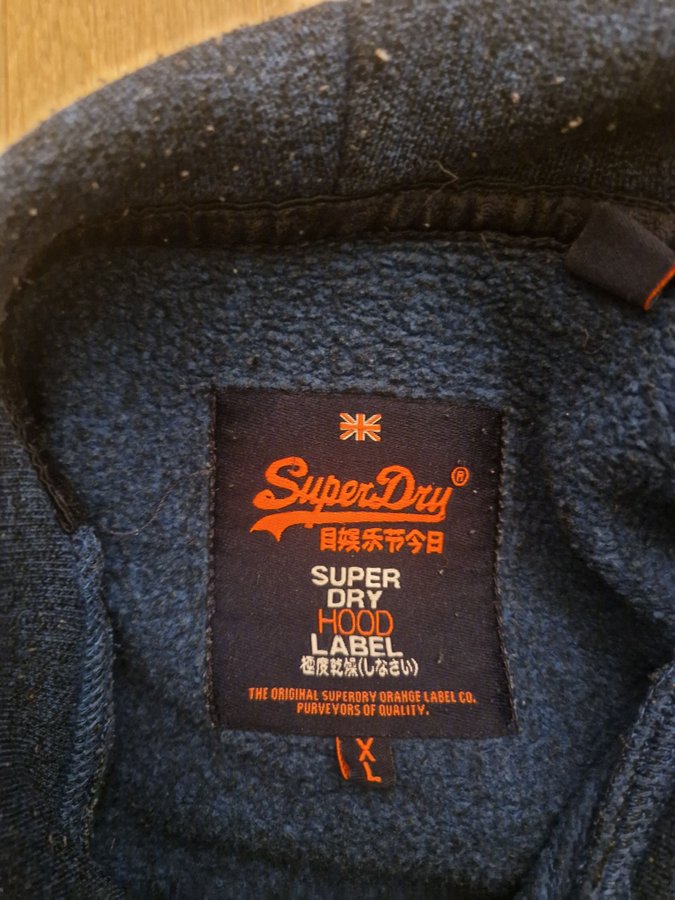 SuperDry®
目娱乐节今日
SUPER
DRY
HOOD
LABEL
極度乾燥(しなさい)
THE ORIGINAL SUPERDRY ORANGE LABEL CO.
PURVEYORS OF QUALITY.
XL